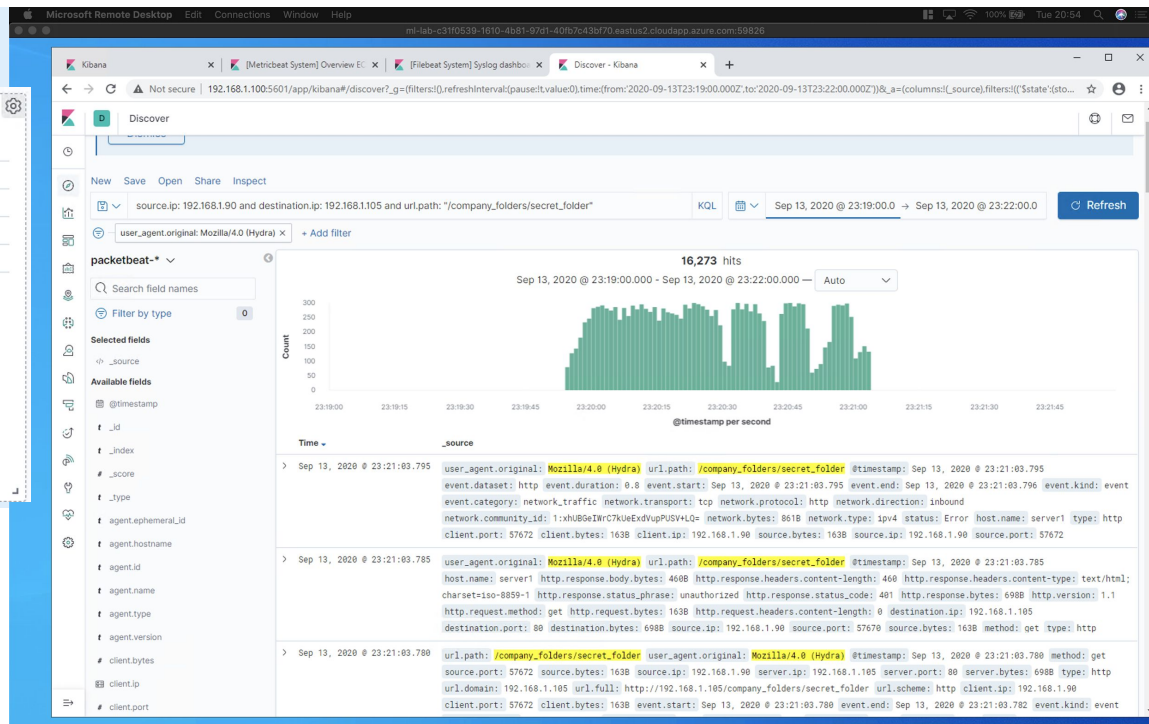 Microsoft Remote Desktop Edit Connections Window Help 100% Tue 20:54
ml-lab-c31f0539-1610-4b81-97d1-40fb7c43bf70.eastus2.cloudapp.azure.com:59826
Kibana × [Metricbeat System] Overview EC × [Filebeat System] Syslog dashboa × Discover - Kibana × +
Not secure | 192.168.1.100:5601/app/kibana#/discover?_g=(filters:!(),refreshInterval:(pause:!t,value:0),time:(from:'2020-09-13T23:19:00.000Z',to:'2020-09-13T23:22:00.000Z'))&_a=(columns:!(_source),filters:!(('$state':(sto...
D Discover
New Save Open Share Inspect
source.ip: 192.168.1.90 and destination.ip: 192.168.1.105 and url.path: "/company_folders/secret_folder" KQL Sep 13, 2020 @ 23:19:00.0 → Sep 13, 2020 @ 23:22:00.0 Refresh
user_agent.original: Mozilla/4.0 (Hydra) × + Add filter
packetbeat-*
Search field names
Filter by type 0
Selected fields
</> _source
Available fields
@timestamp
t _id
t _index
# _score
t _type
t agent.ephemeral_id
t agent.hostname
t agent.id
t agent.name
t agent.type
t agent.version
# client.bytes
client.ip
# client.port
16,273 hits
Sep 13, 2020 @ 23:19:00.000 - Sep 13, 2020 @ 23:22:00.000 — Auto
Count
300
250
200
150
100
50
0
23:19:00 23:19:15 23:19:30 23:19:45 23:20:00 23:20:15 23:20:30 23:20:45 23:21:00 23:21:15 23:21:30 23:21:45
@timestamp per second
Time _source
> Sep 13, 2020 @ 23:21:03.795 user_agent.original: Mozilla/4.0 (Hydra) url.path: /company_folders/secret_folder @timestamp: Sep 13, 2020 @ 23:21:03.795
event.dataset: http event.duration: 0.8 event.start: Sep 13, 2020 @ 23:21:03.795 event.end: Sep 13, 2020 @ 23:21:03.796 event.kind: event
event.category: network_traffic network.transport: tcp network.protocol: http network.direction: inbound
network.community_id: 1:xhUBGeIWrC7kUeExdVupPUSV+LQ= network.bytes: 861B network.type: ipv4 status: Error host.name: server1 type: http
client.port: 57672 client.bytes: 163B client.ip: 192.168.1.90 source.bytes: 163B source.ip: 192.168.1.90 source.port: 57672
> Sep 13, 2020 @ 23:21:03.785 user_agent.original: Mozilla/4.0 (Hydra) url.path: /company_folders/secret_folder @timestamp: Sep 13, 2020 @ 23:21:03.785
host.name: server1 http.response.body.bytes: 460B http.response.headers.content-length: 460 http.response.headers.content-type: text/html;
charset=iso-8859-1 http.response.status_phrase: unauthorized http.response.status_code: 401 http.response.bytes: 698B http.version: 1.1
http.request.method: get http.request.bytes: 163B http.request.headers.content-length: 0 destination.ip: 192.168.1.105
destination.port: 80 destination.bytes: 698B source.ip: 192.168.1.90 source.port: 57670 source.bytes: 163B method: get type: http
> Sep 13, 2020 @ 23:21:03.780 url.path: /company_folders/secret_folder user_agent.original: Mozilla/4.0 (Hydra) @timestamp: Sep 13, 2020 @ 23:21:03.780 method: get
source.port: 57672 source.bytes: 163B source.ip: 192.168.1.90 server.ip: 192.168.1.105 server.port: 80 server.bytes: 698B type: http
url.domain: 192.168.1.105 url.full: http://192.168.1.105/company_folders/secret_folder url.scheme: http client.ip: 192.168.1.90
client.port: 57672 client.bytes: 163B event.start: Sep 13, 2020 @ 23:21:03.780 event.end: Sep 13, 2020 @ 23:21:03.782 event.kind: event